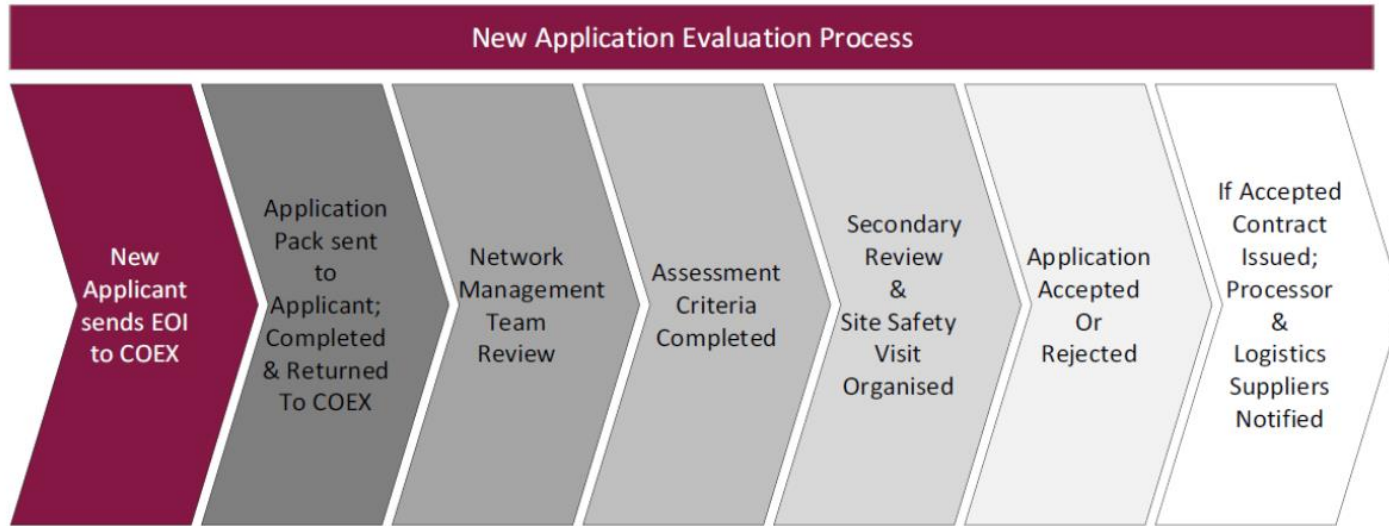 New Application Evaluation Process
New
Applicant
sends EOI
to COEX
Application
Pack sent
to
Applicant;
Completed
& Returned
To COEX
Network
Management
Team
Review
Assessment
Criteria
Completed
Secondary
Review
&
Site Safety
Visit
Organised
Application
Accepted
Or
Rejected
If Accepted
Contract
Issued;
Processor
&
Logistics
Suppliers
Notified